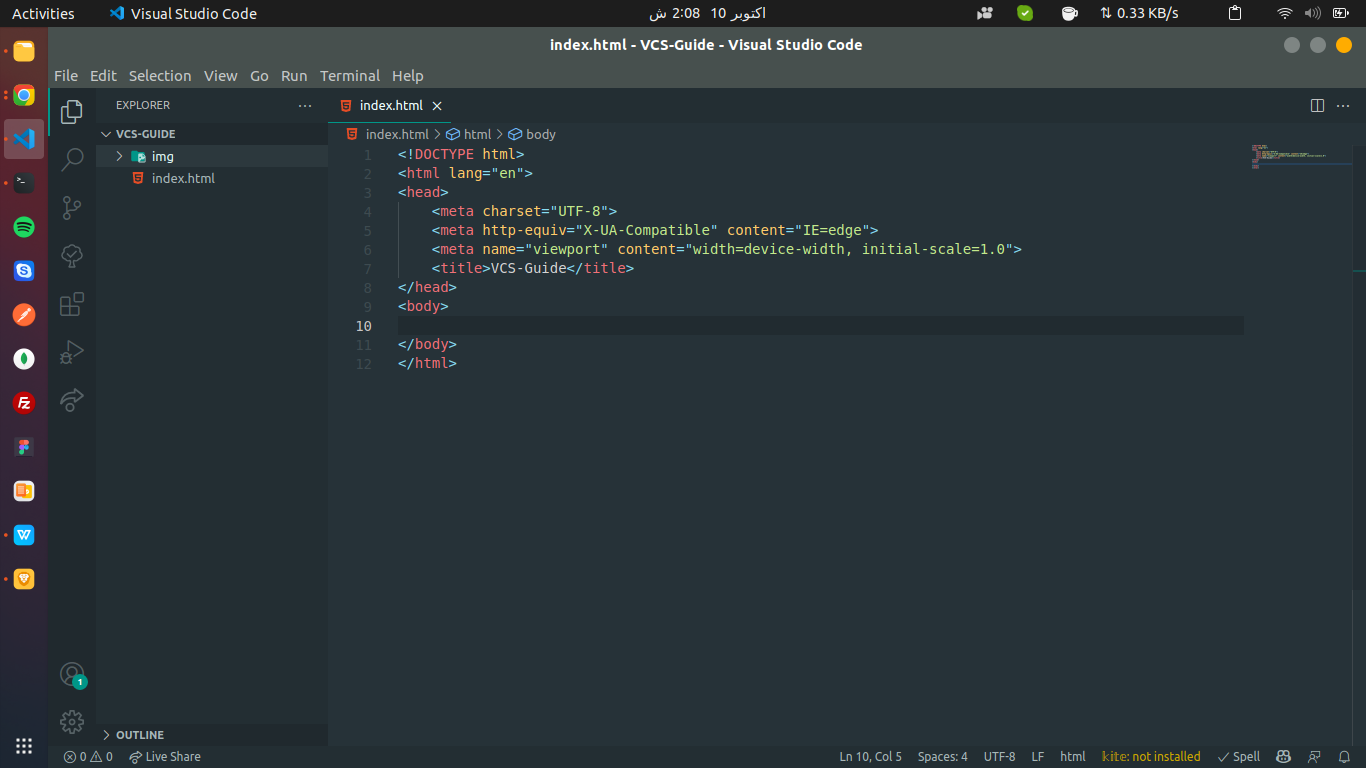 Activities Visual Studio Code اکتوبر 10 2:08 ش ⇅ 0.33 KB/s
index.html - VCS-Guide - Visual Studio Code
File Edit Selection View Go Run Terminal Help
EXPLORER ··· index.html × ···
VCS-GUIDE index.html > html > body
img
index.html
1 <!DOCTYPE html>
2 <html lang="en">
3 <head>
4 <meta charset="UTF-8">
5 <meta http-equiv="X-UA-Compatible" content="IE=edge">
6 <meta name="viewport" content="width=device-width, initial-scale=1.0">
7 <title>VCS-Guide</title>
8 </head>
9 <body>
10
11 </body>
12 </html>
1
OUTLINE
0 0 Live Share Ln 10, Col 5 Spaces: 4 UTF-8 LF html kite: not installed Spell